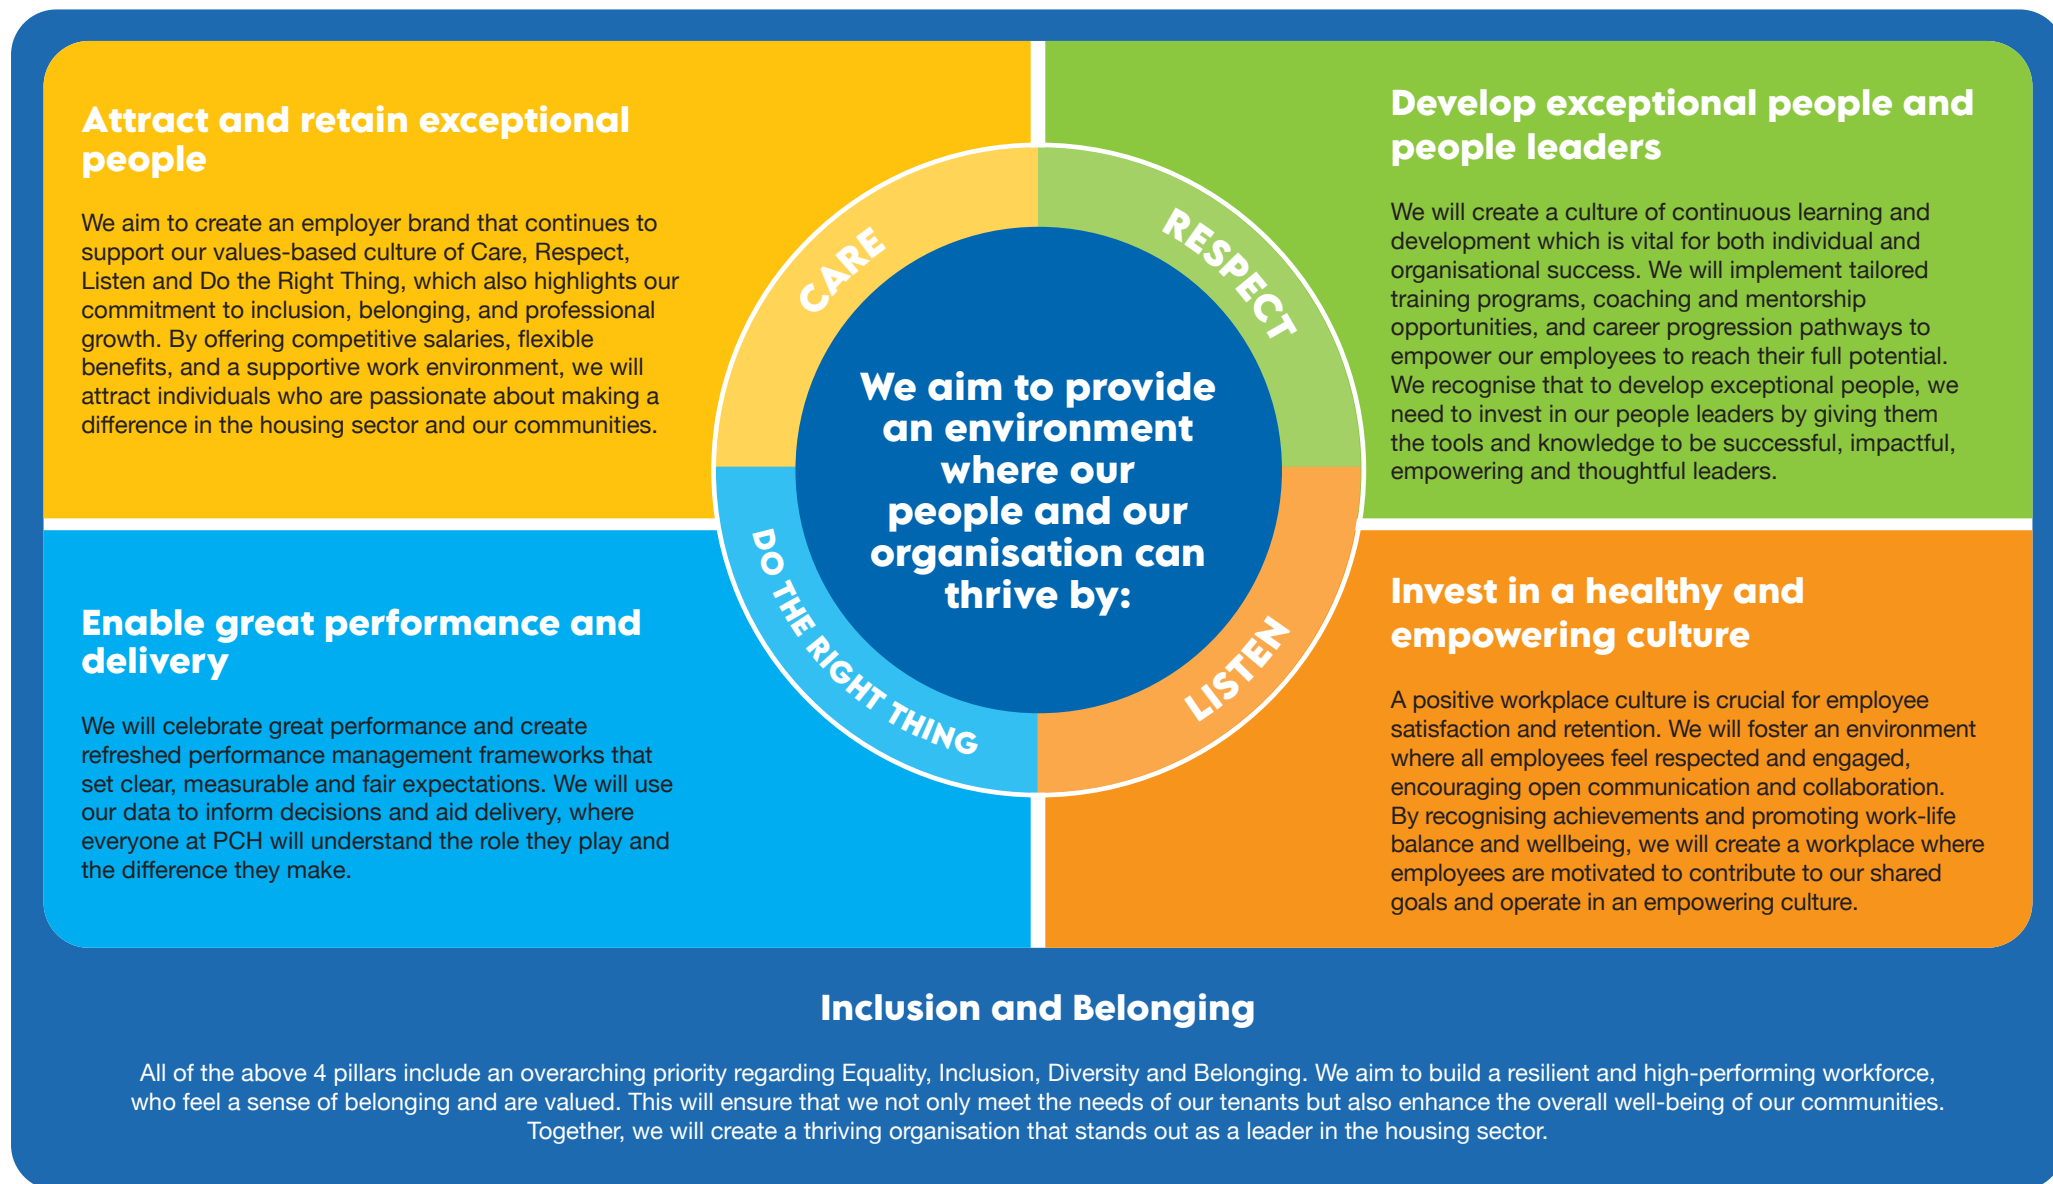 Attract and retain exceptional
people
We aim to create an employer brand that continues to
support our values-based culture of Care, Respect,
Listen and Do the Right Thing, which also highlights our
commitment to inclusion, belonging, and professional
growth. By offering competitive salaries, flexible
benefits, and a supportive work environment, we will
attract individuals who are passionate about making a
difference in the housing sector and our communities.
Develop exceptional people and
people leaders
We will create a culture of continuous learning and
development which is vital for both individual and
organisational success. We will implement tailored
training programs, coaching and mentorship
opportunities, and career progression pathways to
empower our employees to reach their full potential.
We recognise that to develop exceptional people, we
need to invest in our people leaders by giving them
the tools and knowledge to be successful, impactful,
empowering and thoughtful leaders.
CARE
RESPECT
We aim to provide
an environment
where our
people and our
organisation can
thrive by:
DO THE RIGHT THING
LISTEN
Enable great performance and
delivery
We will celebrate great performance and create
refreshed performance management frameworks that
set clear, measurable and fair expectations. We will use
our data to inform decisions and aid delivery, where
everyone at PCH will understand the role they play and
the difference they make.
Invest in a healthy and
empowering culture
A positive workplace culture is crucial for employee
satisfaction and retention. We will foster an environment
where all employees feel respected and engaged,
encouraging open communication and collaboration.
By recognising achievements and promoting work-life
balance and wellbeing, we will create a workplace where
employees are motivated to contribute to our shared
goals and operate in an empowering culture.
Inclusion and Belonging
All of the above 4 pillars include an overarching priority regarding Equality, Inclusion, Diversity and Belonging. We aim to build a resilient and high-performing workforce,
who feel a sense of belonging and are valued. This will ensure that we not only meet the needs of our tenants but also enhance the overall well-being of our communities.
Together, we will create a thriving organisation that stands out as a leader in the housing sector.